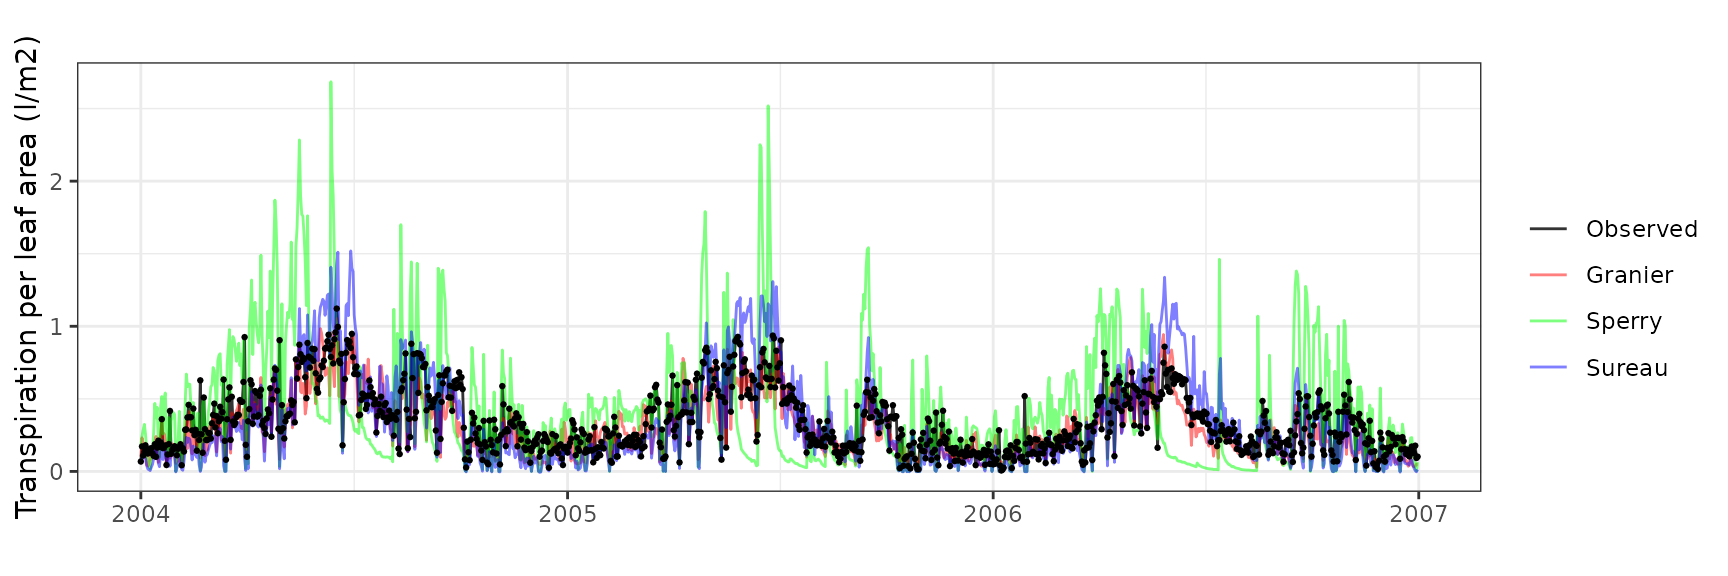 Transpiration per leaf area (l/m2)
2
1
0
2004
2005
2006
2007
Observed
Granier
Sperry
Sureau